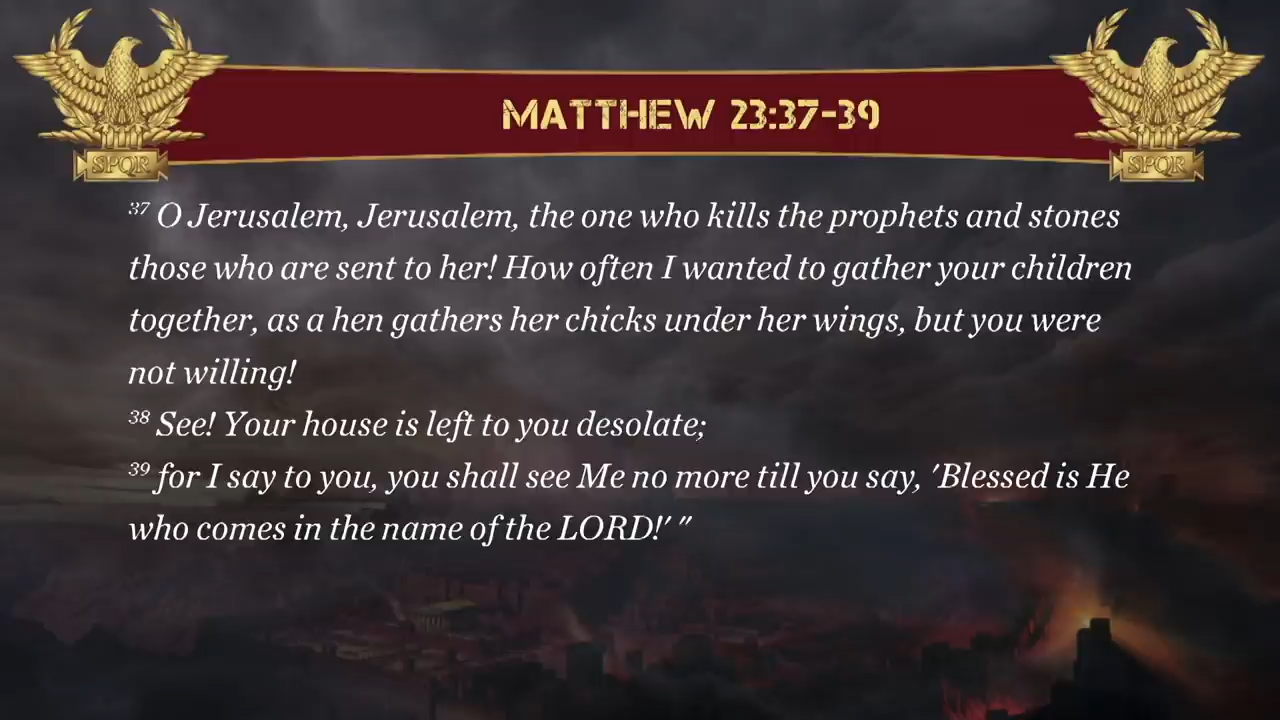 MATTHEW 23:37-39
SPQR
SPQR
37 O Jerusalem, Jerusalem, the one who kills the prophets and stones
those who are sent to her! How often I wanted to gather your children
together, as a hen gathers her chicks under her wings, but you were
not willing!
38 See! Your house is left to you desolate;
39 for I say to you, you shall see Me no more till you say, 'Blessed is He
who comes in the name of the LORD!' "